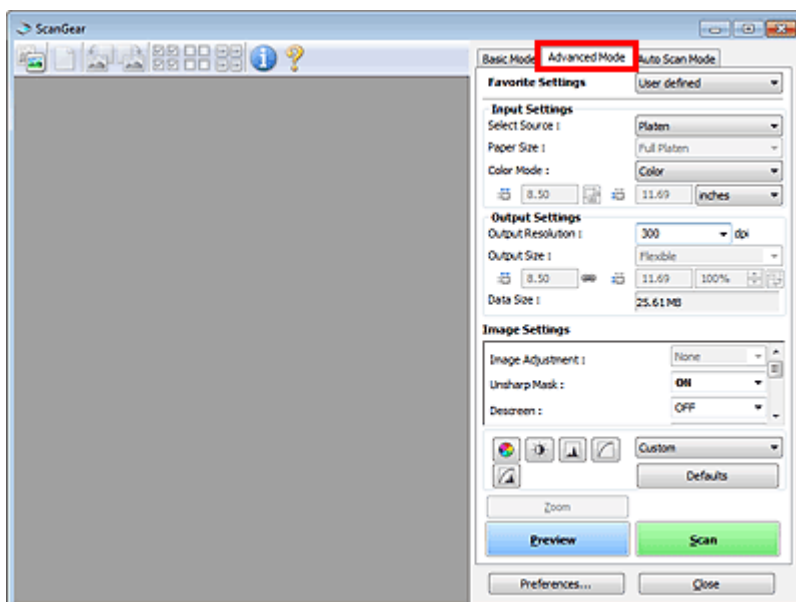 ScanGear
Basic Mode Advanced Mode Auto Scan Mode
Favorite Settings User defined
Input Settings
Select Source : Platen
Paper Size : Full Platen
Color Mode : Color
8.50 11.69 inches
Output Settings
Output Resolution : 300 dpi
Output Size : Flexible
8.50 11.69 100%
Data Size : 25.61MB
Image Settings
Image Adjustment : None
Unsharp Mask : ON
Descreen : OFF
Custom
Defaults
Zoom
Preview Scan
Preferences... Close